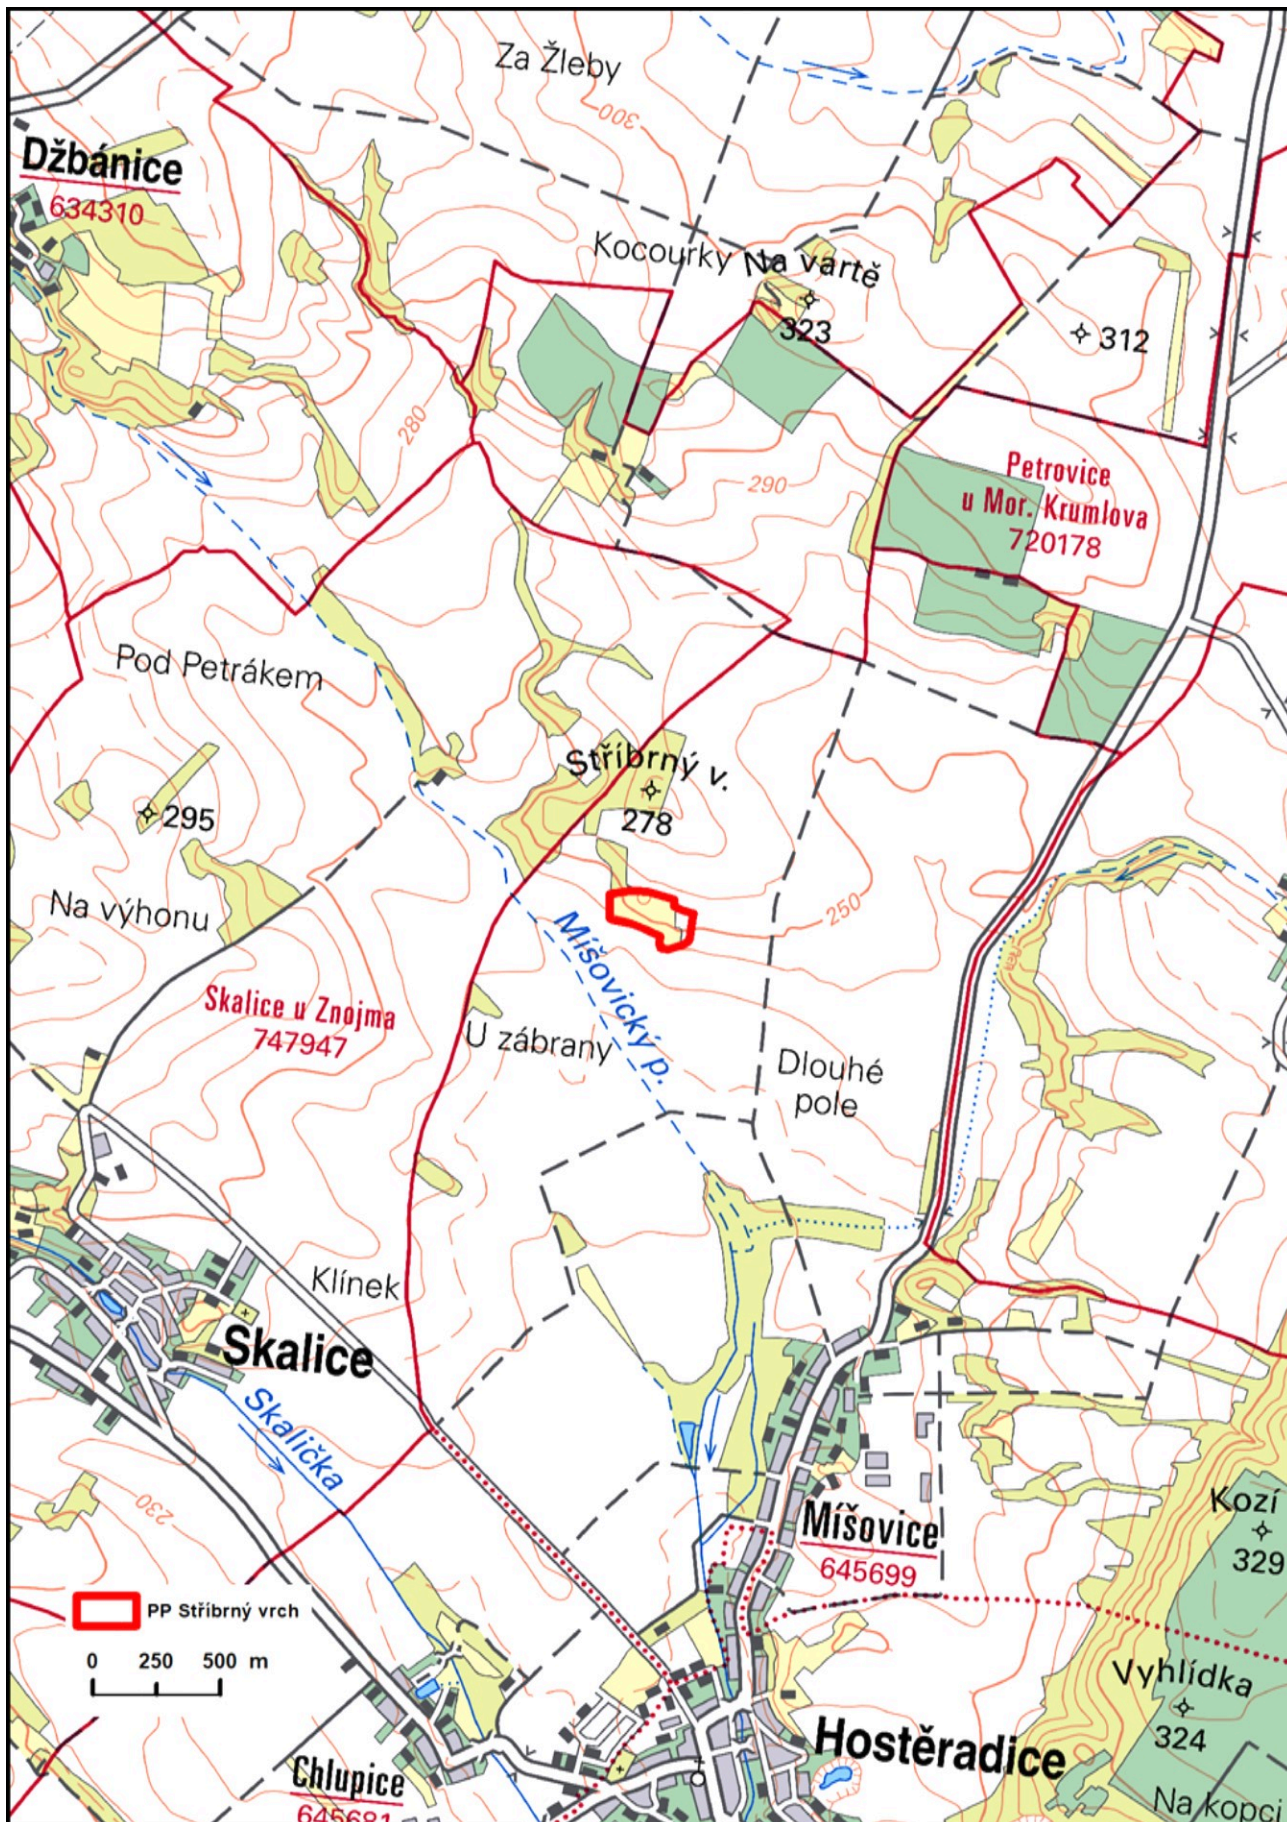 Za Žleby
300
Džbánice
634310
Kocourky
Na vartě
323
312
280
290
Petrovice
u Mor. Krumlova
720178
Pod Petrákem
Stříbrný v.
278
295
Na výhonu
250
Míšovický p.
Skalice u Znojma
747947
U zábrany
Dlouhé
pole
Klínek
Skalice
Skalička
230
Míšovice
645699
Kozí
329
PP Stříbrný vrch
0 250 500 m
Vyhlídka
324
Hostěradice
Chlupice
645681
Na kopci